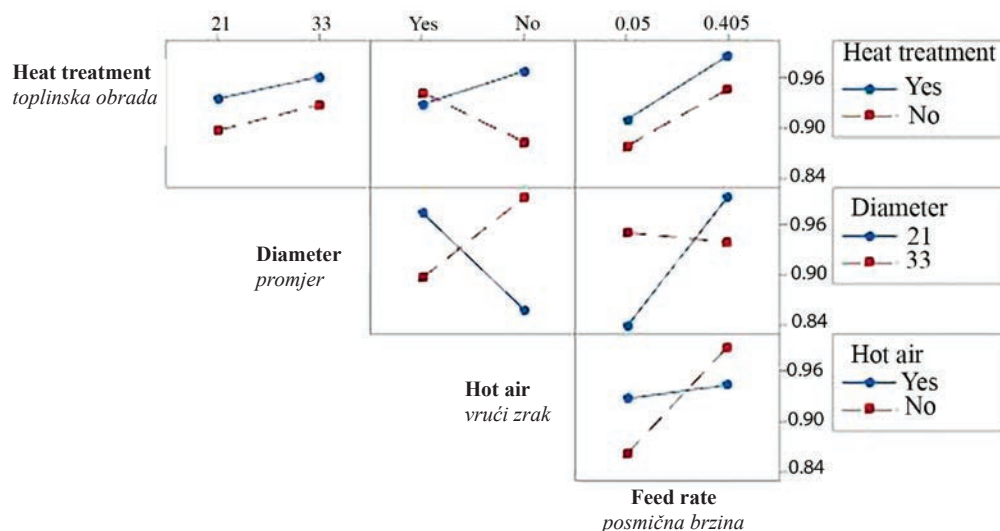 21 33 Yes No 0.05 0.405
Heat treatment
toplinska obrada
0.96
0.90
0.84
Heat treatment
Yes
No
Diameter
promjer
0.96
0.90
0.84
Diameter
21
33
Hot air
vrući zrak
0.96
0.90
0.84
Hot air
Yes
No
Feed rate
posmična brzina